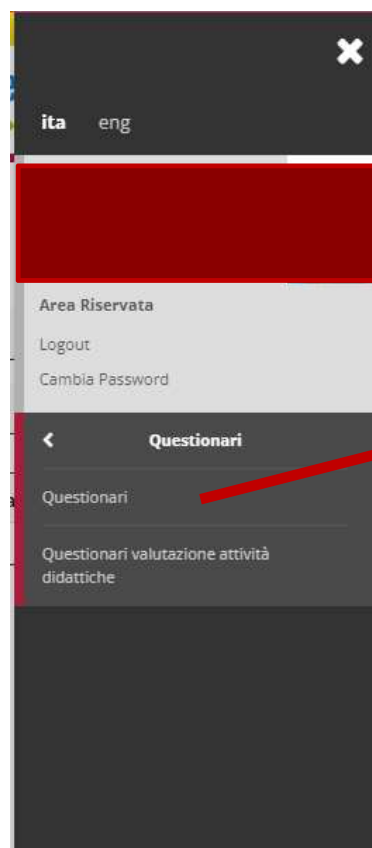 ita eng
Area Riservata
Logout
Cambia Password
Questionari
Questionari
Questionari valutazione attività
didattiche